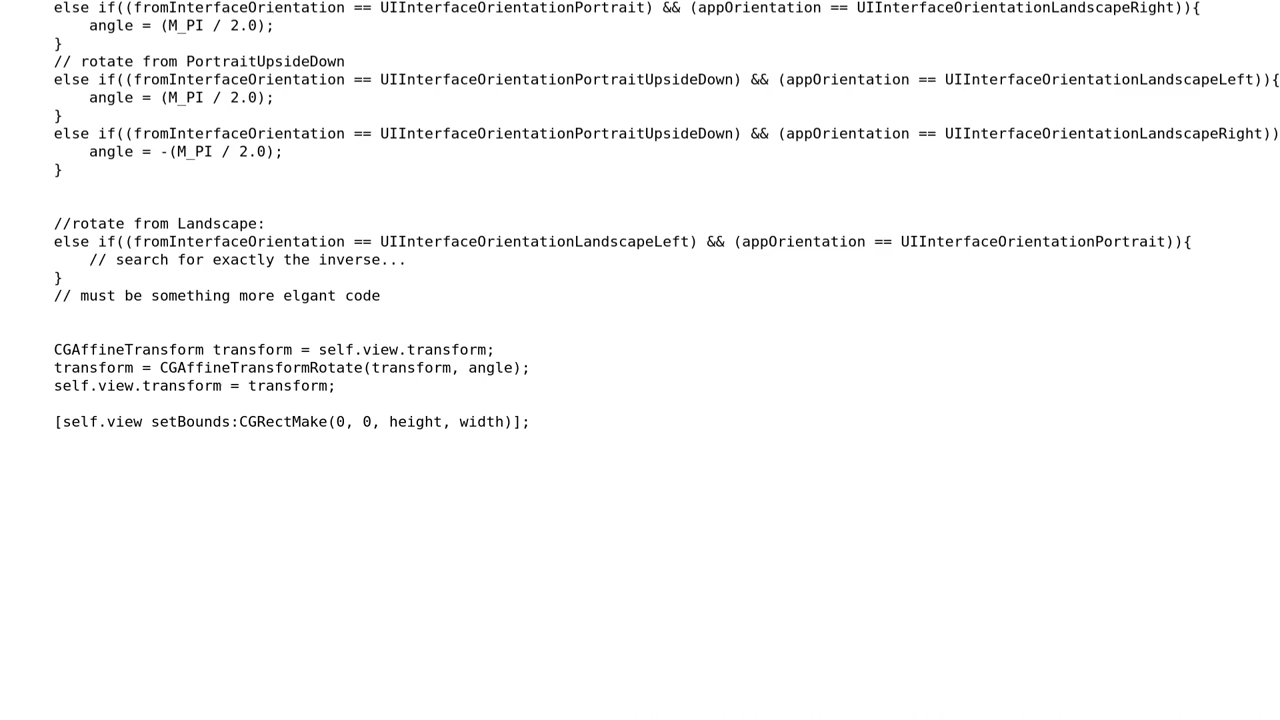 else if((fromInterfaceOrientation == UIInterfaceOrientationPortrait) && (appOrientation == UIInterfaceOrientationLandscapeRight)){
    angle = (M_PI / 2.0);
}
// rotate from PortraitUpsideDown
else if((fromInterfaceOrientation == UIInterfaceOrientationPortraitUpsideDown) && (appOrientation == UIInterfaceOrientationLandscapeLeft)){
    angle = (M_PI / 2.0);
}
else if((fromInterfaceOrientation == UIInterfaceOrientationPortraitUpsideDown) && (appOrientation == UIInterfaceOrientationLandscapeRight))
    angle = -(M_PI / 2.0);
}
//rotate from Landscape:
else if((fromInterfaceOrientation == UIInterfaceOrientationLandscapeLeft) && (appOrientation == UIInterfaceOrientationPortrait)){
    // search for exactly the inverse...
}
// must be something more elgant code
CGAffineTransform transform = self.view.transform;
transform = CGAffineTransformRotate(transform, angle);
self.view.transform = transform;
[self.view setBounds:CGRectMake(0, 0, height, width)];